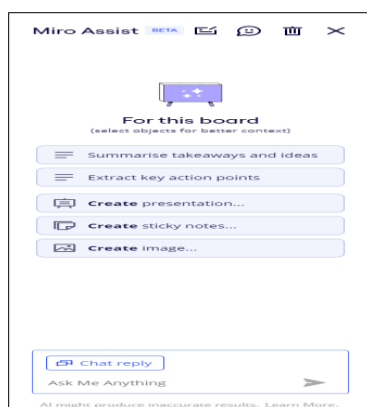 Miro Assist BETA
For this board
(select objects for better context)
Summarise takeaways and ideas
Extract key action points
Create presentation...
Create sticky notes...
Create image...
Chat reply
Ask Me Anything
AI might produce inaccurate results. Learn More.